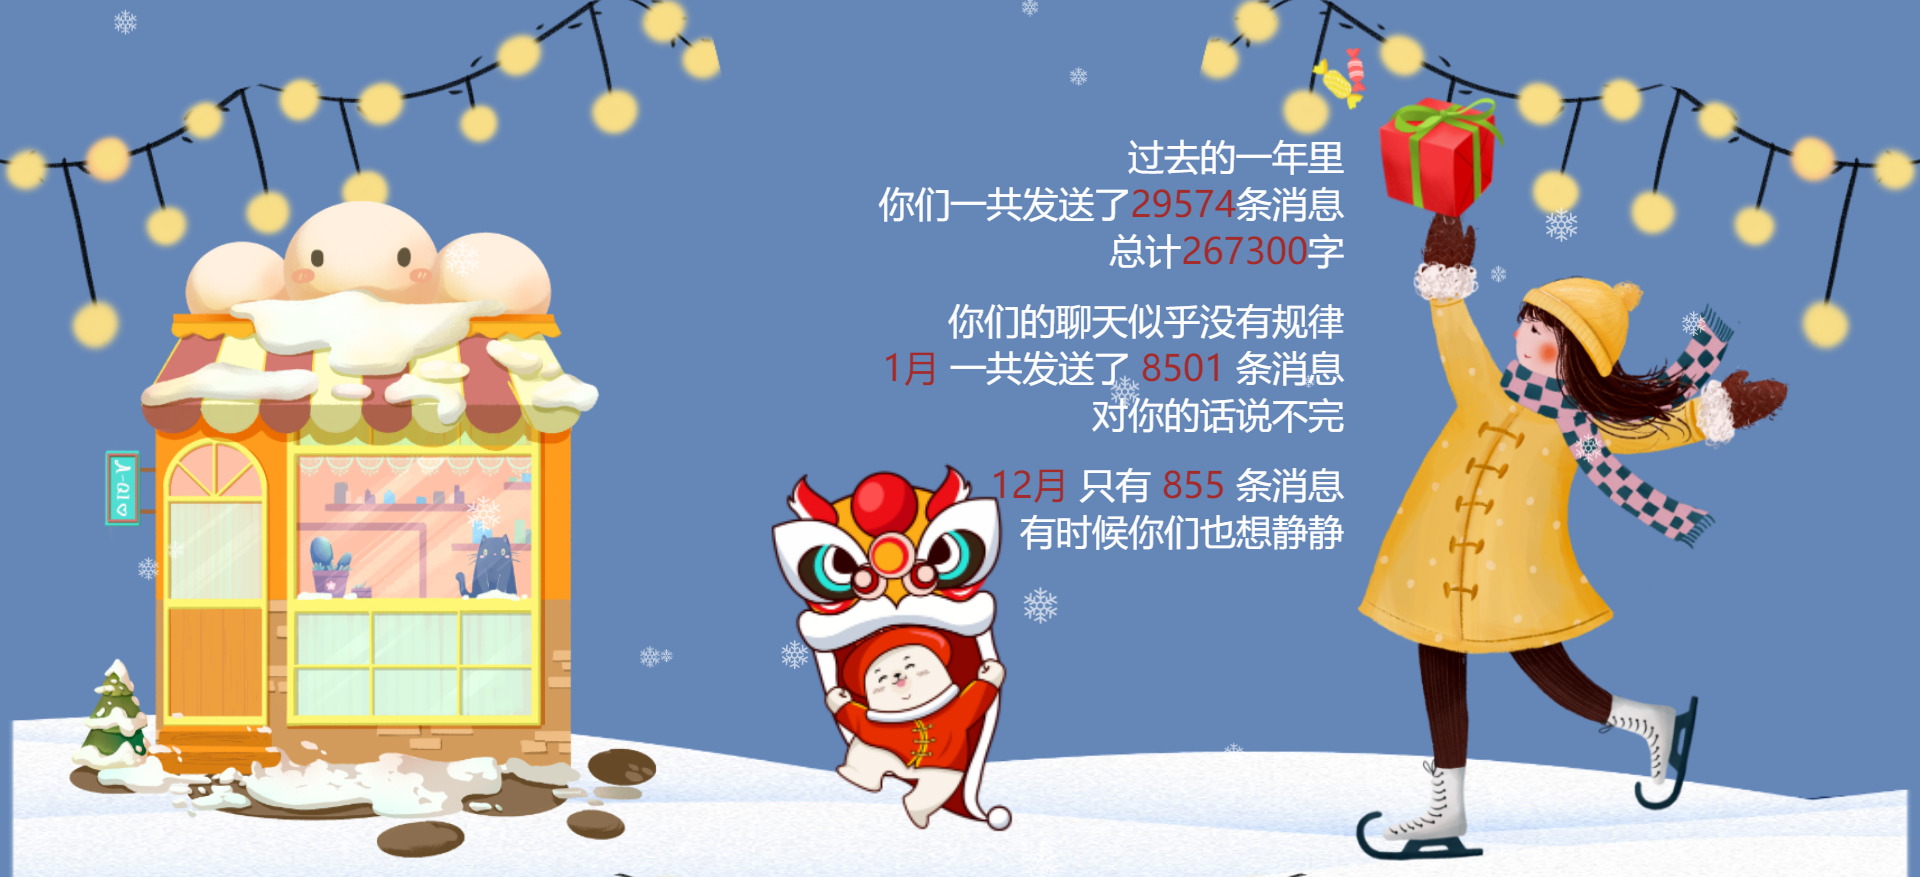 过去的一年里
你们一共发送了29574条消息
总计267300字
你们的聊天似乎没有规律
1月 一共发送了 8501 条消息
对你的话说不完
12月 只有 855 条消息
有时候你们也想静静